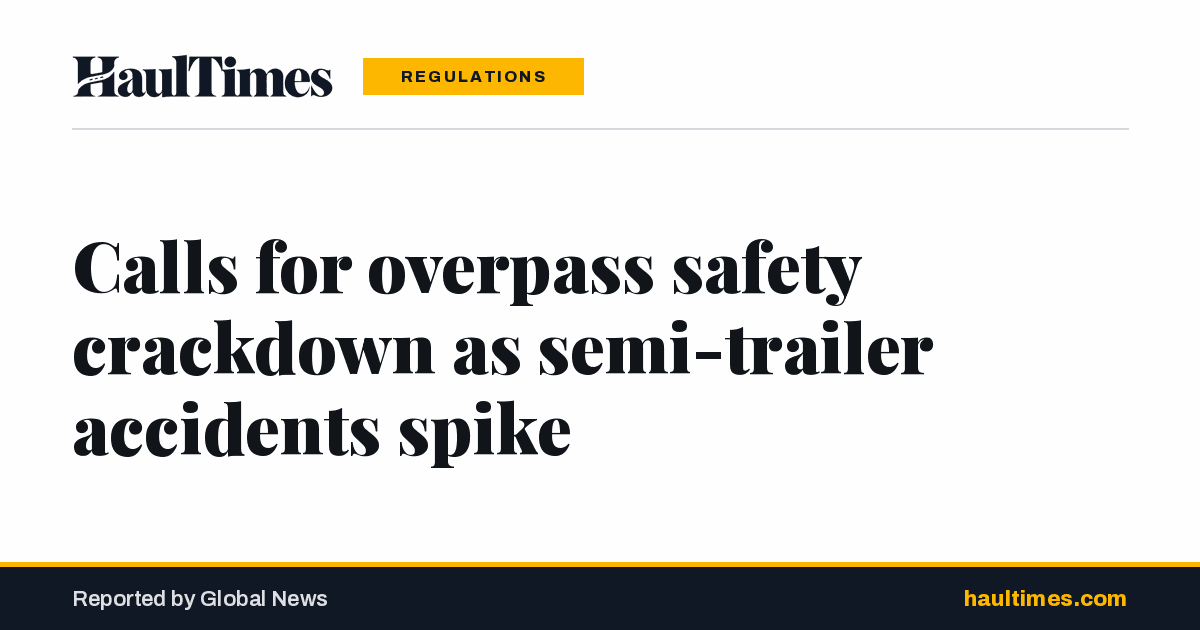 HaulTimes
REGULATIONS
Calls for overpass safety
crackdown as semi-trailer
accidents spike
Reported by Global News
haultimes.com